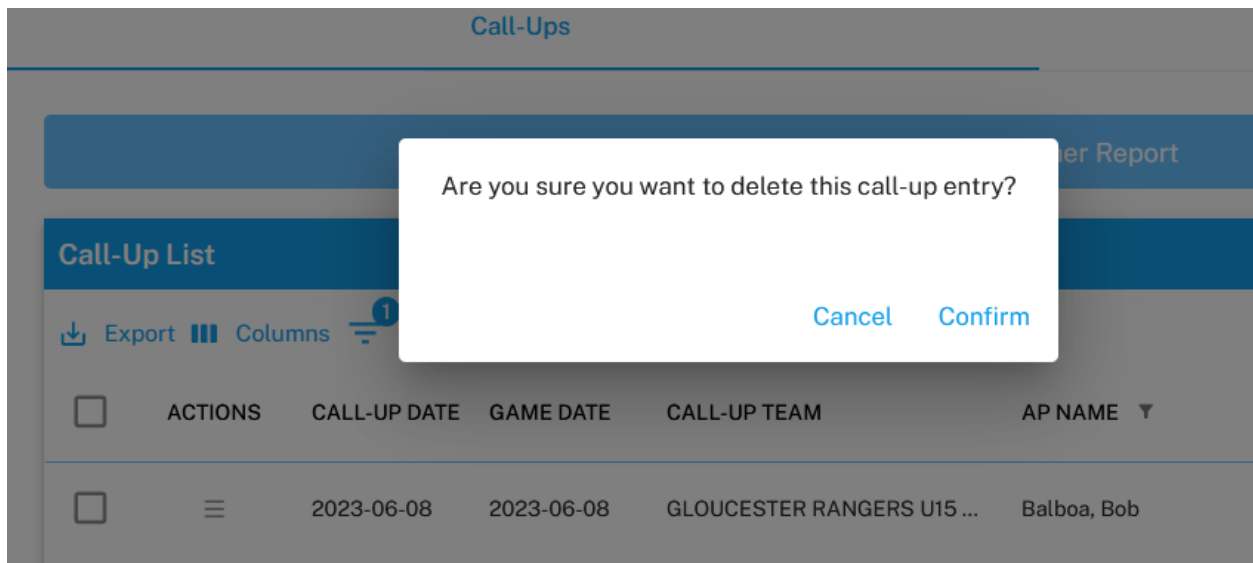 Call-Ups
Report
Are you sure you want to delete this call-up entry?
Cancel Confirm
Call-Up List
Export Columns 1
ACTIONS CALL-UP DATE GAME DATE CALL-UP TEAM AP NAME
2023-06-08 2023-06-08 GLOUCESTER RANGERS U15 ... Balboa, Bob